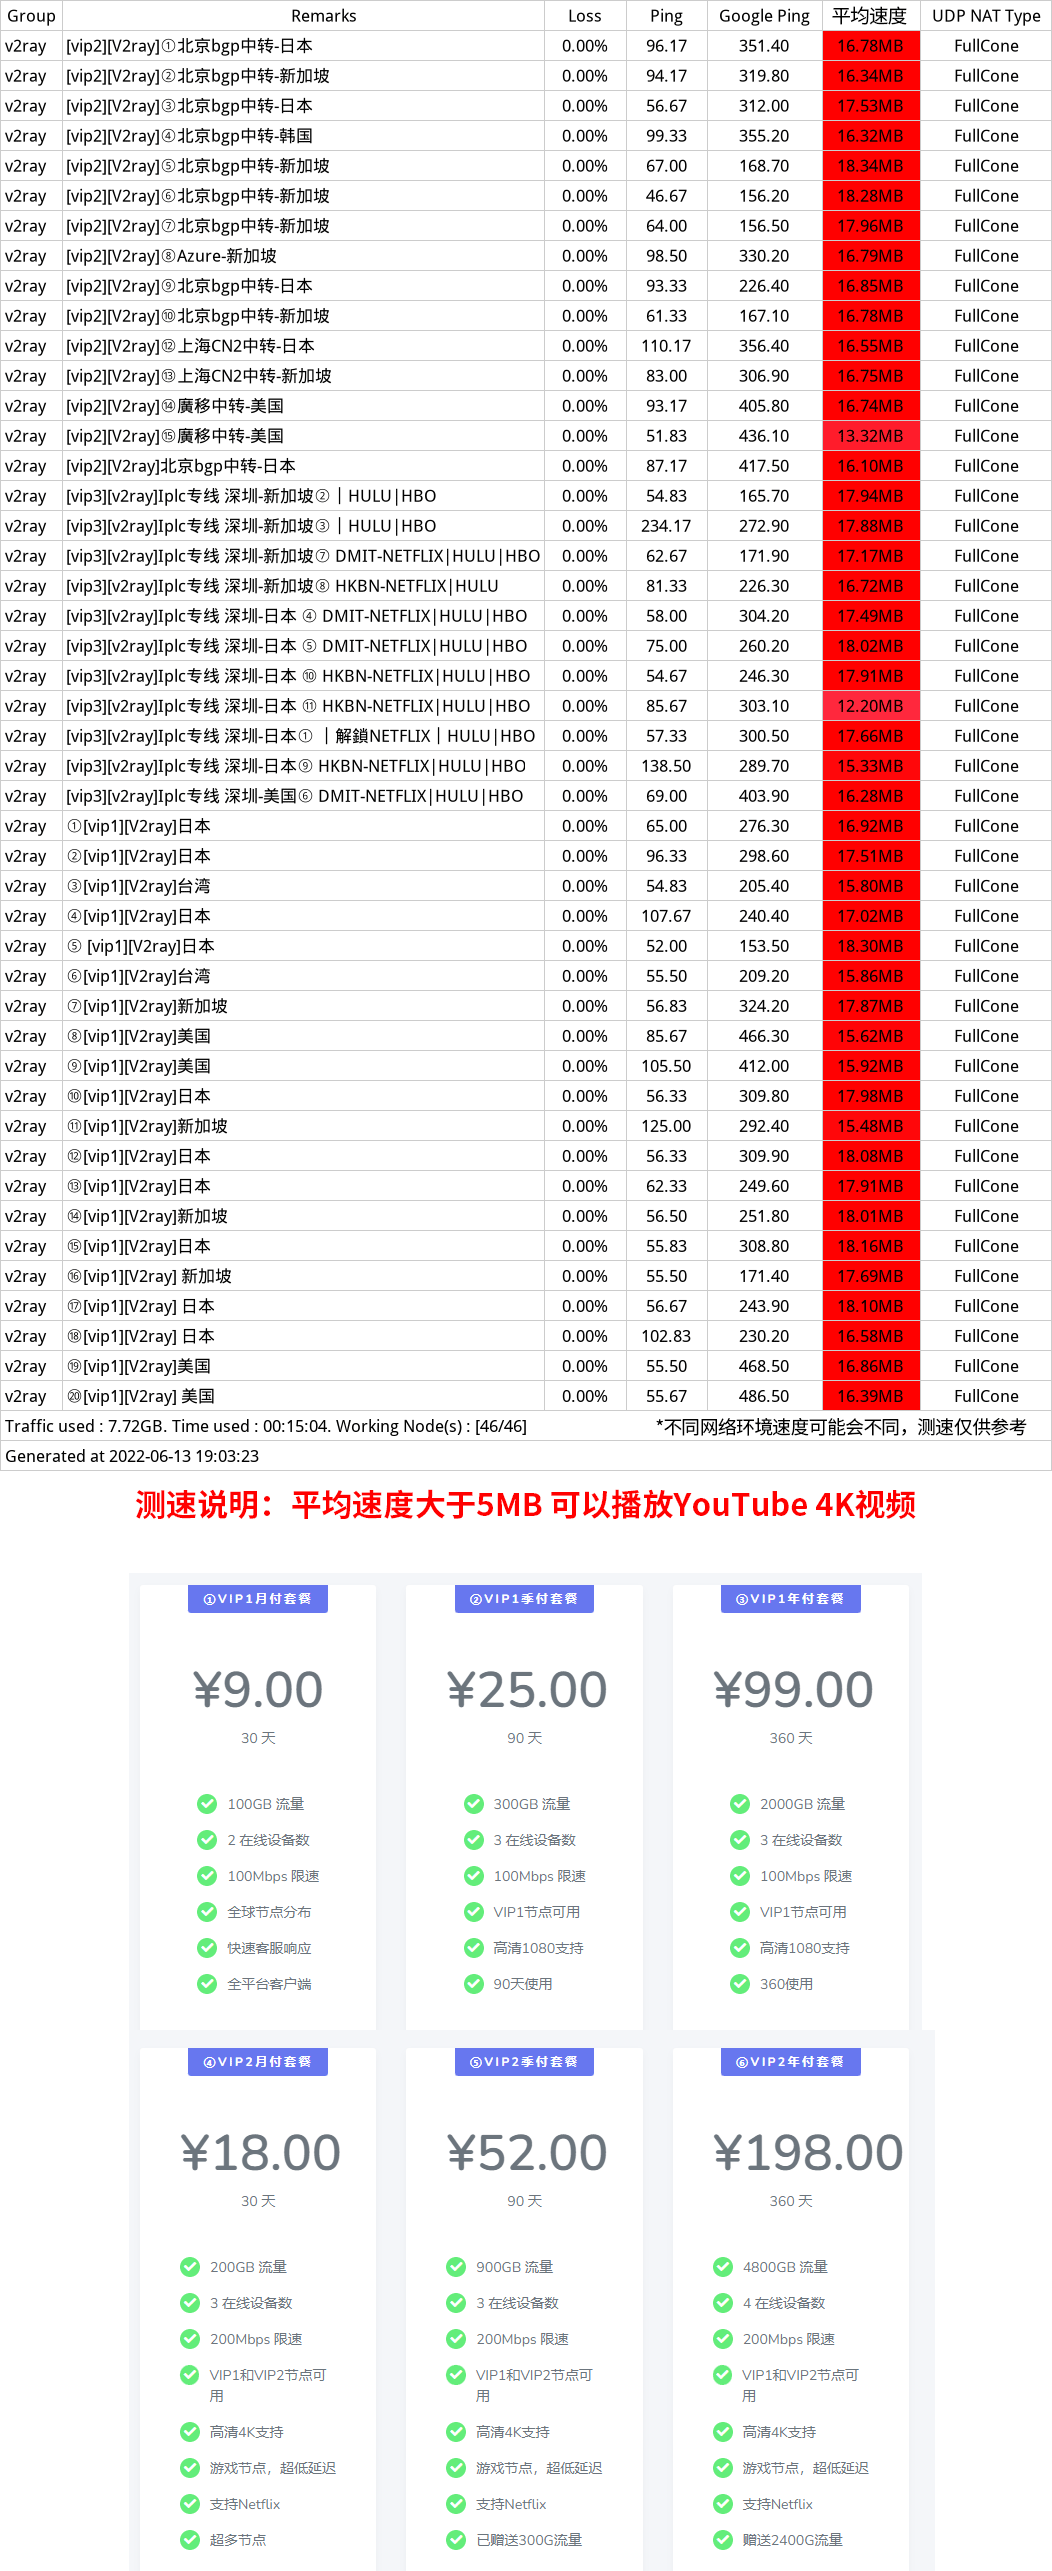 Group Remarks Loss Ping Google Ping 平均速度 UDP NAT Type
v2ray [vip2][V2ray]①北京bgp中转-日本 0.00% 96.17 351.40 16.78MB FullCone
v2ray [vip2][V2ray]②北京bgp中转-新加坡 0.00% 94.17 319.80 16.34MB FullCone
v2ray [vip2][V2ray]③北京bgp中转-日本 0.00% 56.67 312.00 17.53MB FullCone
v2ray [vip2][V2ray]④北京bgp中转-韩国 0.00% 99.33 355.20 16.32MB FullCone
v2ray [vip2][V2ray]⑤北京bgp中转-新加坡 0.00% 67.00 168.70 18.34MB FullCone
v2ray [vip2][V2ray]⑥北京bgp中转-新加坡 0.00% 46.67 156.20 18.28MB FullCone
v2ray [vip2][V2ray]⑦北京bgp中转-新加坡 0.00% 64.00 156.50 17.96MB FullCone
v2ray [vip2][V2ray]⑧Azure-新加坡 0.00% 98.50 330.20 16.79MB FullCone
v2ray [vip2][V2ray]⑨北京bgp中转-日本 0.00% 93.33 226.40 16.85MB FullCone
v2ray [vip2][V2ray]⑩北京bgp中转-新加坡 0.00% 61.33 167.10 16.78MB FullCone
v2ray [vip2][V2ray]⑫上海CN2中转-日本 0.00% 110.17 356.40 16.55MB FullCone
v2ray [vip2][V2ray]⑬上海CN2中转-新加坡 0.00% 83.00 306.90 16.75MB FullCone
v2ray [vip2][V2ray]⑭廣移中转-美国 0.00% 93.17 405.80 16.74MB FullCone
v2ray [vip2][V2ray]⑮廣移中转-美国 0.00% 51.83 436.10 13.32MB FullCone
v2ray [vip2][V2ray]北京bgp中转-日本 0.00% 87.17 417.50 16.10MB FullCone
v2ray [vip3][v2ray]Iplc专线 深圳-新加坡②｜HULU|HBO 0.00% 54.83 165.70 17.94MB FullCone
v2ray [vip3][v2ray]Iplc专线 深圳-新加坡③｜HULU|HBO 0.00% 234.17 272.90 17.88MB FullCone
v2ray [vip3][v2ray]Iplc专线 深圳-新加坡⑦ DMIT-NETFLIX|HULU|HBO 0.00% 62.67 171.90 17.17MB FullCone
v2ray [vip3][v2ray]Iplc专线 深圳-新加坡⑧ HKBN-NETFLIX|HULU 0.00% 81.33 226.30 16.72MB FullCone
v2ray [vip3][v2ray]Iplc专线 深圳-日本 ④ DMIT-NETFLIX|HULU|HBO 0.00% 58.00 304.20 17.49MB FullCone
v2ray [vip3][v2ray]Iplc专线 深圳-日本 ⑤ DMIT-NETFLIX|HULU|HBO 0.00% 75.00 260.20 18.02MB FullCone
v2ray [vip3][v2ray]Iplc专线 深圳-日本 ⑩ HKBN-NETFLIX|HULU|HBO 0.00% 54.67 246.30 17.91MB FullCone
v2ray [vip3][v2ray]Iplc专线 深圳-日本 ⑪ HKBN-NETFLIX|HULU|HBO 0.00% 85.67 303.10 12.20MB FullCone
v2ray [vip3][v2ray]Iplc专线 深圳-日本① ｜解鎖NETFLIX｜HULU|HBO 0.00% 57.33 300.50 17.66MB FullCone
v2ray [vip3][v2ray]Iplc专线 深圳-日本⑨ HKBN-NETFLIX|HULU|HBO 0.00% 138.50 289.70 15.33MB FullCone
v2ray [vip3][v2ray]Iplc专线 深圳-美国⑥ DMIT-NETFLIX|HULU|HBO 0.00% 69.00 403.90 16.28MB FullCone
v2ray ①[vip1][V2ray]日本 0.00% 65.00 276.30 16.92MB FullCone
v2ray ②[vip1][V2ray]日本 0.00% 96.33 298.60 17.51MB FullCone
v2ray ③[vip1][V2ray]台湾 0.00% 54.83 205.40 15.80MB FullCone
v2ray ④[vip1][V2ray]日本 0.00% 107.67 240.40 17.02MB FullCone
v2ray ⑤ [vip1][V2ray]日本 0.00% 52.00 153.50 18.30MB FullCone
v2ray ⑥[vip1][V2ray]台湾 0.00% 55.50 209.20 15.86MB FullCone
v2ray ⑦[vip1][V2ray]新加坡 0.00% 56.83 324.20 17.87MB FullCone
v2ray ⑧[vip1][V2ray]美国 0.00% 85.67 466.30 15.62MB FullCone
v2ray ⑨[vip1][V2ray]美国 0.00% 105.50 412.00 15.92MB FullCone
v2ray ⑩[vip1][V2ray]日本 0.00% 56.33 309.80 17.98MB FullCone
v2ray ⑪[vip1][V2ray]新加坡 0.00% 125.00 292.40 15.48MB FullCone
v2ray ⑫[vip1][V2ray]日本 0.00% 56.33 309.90 18.08MB FullCone
v2ray ⑬[vip1][V2ray]日本 0.00% 62.33 249.60 17.91MB FullCone
v2ray ⑭[vip1][V2ray]新加坡 0.00% 56.50 251.80 18.01MB FullCone
v2ray ⑮[vip1][V2ray]日本 0.00% 55.83 308.80 18.16MB FullCone
v2ray ⑯[vip1][V2ray] 新加坡 0.00% 55.50 171.40 17.69MB FullCone
v2ray ⑰[vip1][V2ray] 日本 0.00% 56.67 243.90 18.10MB FullCone
v2ray ⑱[vip1][V2ray] 日本 0.00% 102.83 230.20 16.58MB FullCone
v2ray ⑲[vip1][V2ray]美国 0.00% 55.50 468.50 16.86MB FullCone
v2ray ⑳[vip1][V2ray] 美国 0.00% 55.67 486.50 16.39MB FullCone
Traffic used : 7.72GB. Time used : 00:15:04. Working Node(s) : [46/46] *不同网络环境速度可能会不同，测速仅供参考
Generated at 2022-06-13 19:03:23
测速说明：平均速度大于5MB 可以播放YouTube 4K视频
①VIP1月付套餐 ②VIP1季付套餐 ③VIP1年付套餐
¥9.00 ¥25.00 ¥99.00
30 天 90 天 360 天
100GB 流量 300GB 流量 2000GB 流量
2 在线设备数 3 在线设备数 3 在线设备数
100Mbps 限速 100Mbps 限速 100Mbps 限速
全球节点分布 VIP1节点可用 VIP1节点可用
快速客服响应 高清1080支持 高清1080支持
全平台客户端 90天使用 360使用
④VIP2月付套餐 ⑤VIP2季付套餐 ⑥VIP2年付套餐
¥18.00 ¥52.00 ¥198.00
30 天 90 天 360 天
200GB 流量 900GB 流量 4800GB 流量
3 在线设备数 3 在线设备数 4 在线设备数
200Mbps 限速 200Mbps 限速 200Mbps 限速
VIP1和VIP2节点可 VIP1和VIP2节点可 VIP1和VIP2节点可
用 用 用
高清4K支持 高清4K支持 高清4K支持
游戏节点，超低延迟 游戏节点，超低延迟 游戏节点，超低延迟
支持Netflix 支持Netflix 支持Netflix
超多节点 已赠送300G流量 赠送2400G流量